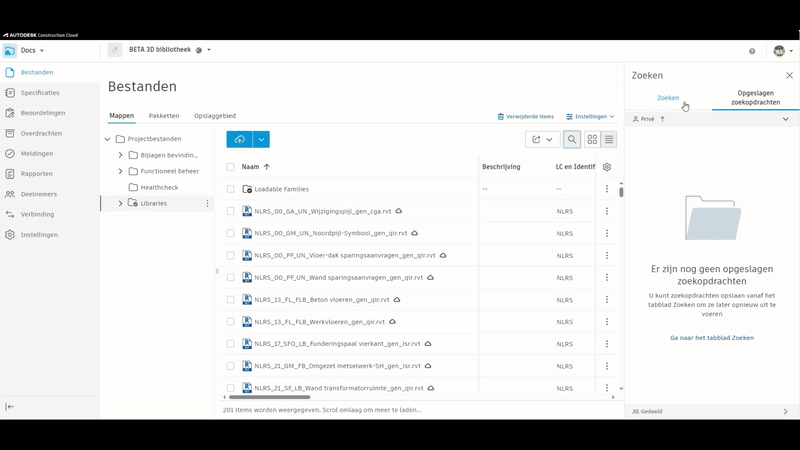 AUTODESK Construction Cloud
Docs
BETA 3D bibliotheek
Bestanden
Specificaties
Beoordelingen
Overdrachten
Meldingen
Rapporten
Deelnemers
Verbinding
Instellingen
Bestanden
Mappen Pakketten Opslaggebied
Verwijderde items Instellingen
Projectbestanden
Bijlagen bevindin...
Functioneel beheer
Healthcheck
Libraries
Naam Beschrijving LC en Identif
Loadable Families -- --
NLRS_00_GA_UN_Wijzigingspijl_gen_cga.rvt NLRS
NLRS_00_GM_UN_Noordpijl-Symbool_gen_qir.rvt NLRS
NLRS_00_PF_UN_Vloer-dak sparingsaanvragen_gen_qir.rvt NLRS
NLRS_00_PF_UN_Wand sparingsaanvragen_gen_qir.rvt NLRS
NLRS_13_FL_FLB_Beton vloeren_gen_qir.rvt NLRS
NLRS_13_FL_FLB_Werkvloeren_gen_qir.rvt NLRS
NLRS_17_SFO_LB_Funderingspaal vierkant_gen_isr.rvt NLRS
NLRS_21_GM_FB_Omgezet metselwerk-SH_gen_isr.rvt NLRS
NLRS_21_SF_LB_Wand transformatorruimte_gen_qir.rvt NLRS
201 items worden weergegeven. Scrol omlaag om meer te laden...
Zoeken
Zoeken
Opgeslagen
zoekopdrachten
Privé
Er zijn nog geen opgeslagen
zoekopdrachten
U kunt zoekopdrachten opslaan vanaf het
tabblad Zoeken om ze later opnieuw uit te
voeren
Ga naar het tabblad Zoeken
Gedeeld